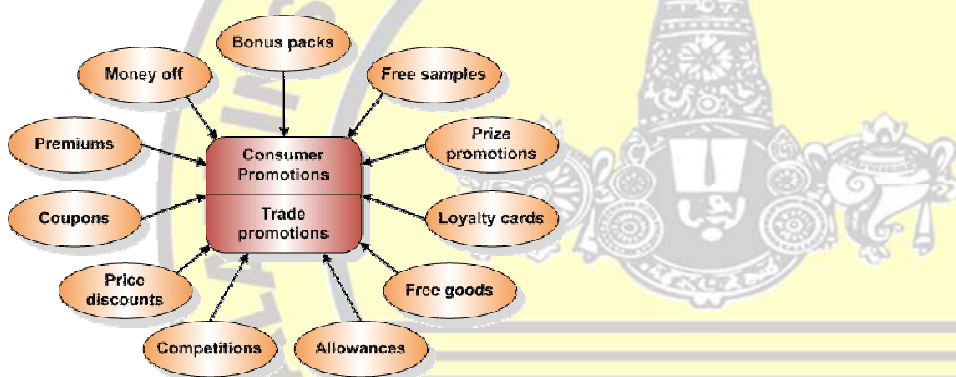 Bonus packs
Money off
Free samples
Premiums
Consumer
Promotions
Prize
promotions
Coupons
Trade
promotions
Loyalty cards
Price
discounts
Free goods
Competitions
Allowances